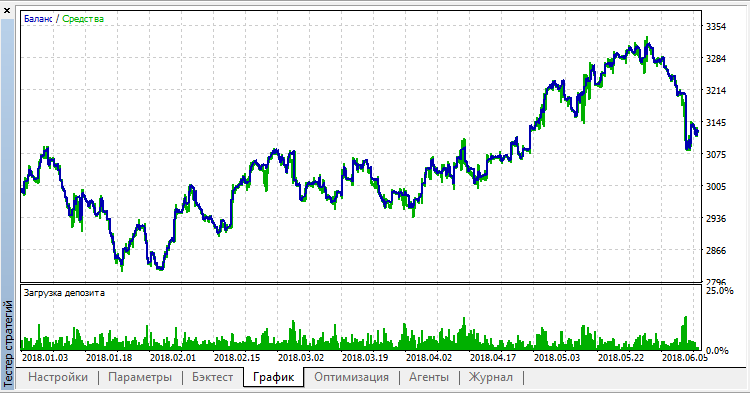 Баланс / Средства
3354
3284
3214
3145
3075
3005
2936
2866
2796
Загрузка депозита
25.0%
0.0%
2018.01.03 2018.01.18 2018.02.01 2018.02.15 2018.03.02 2018.03.19 2018.04.02 2018.04.17 2018.05.03 2018.05.22 2018.06.05
Тестер стратегий
Настройки | Параметры | Бэктест | График | Оптимизация | Агенты | Журнал |